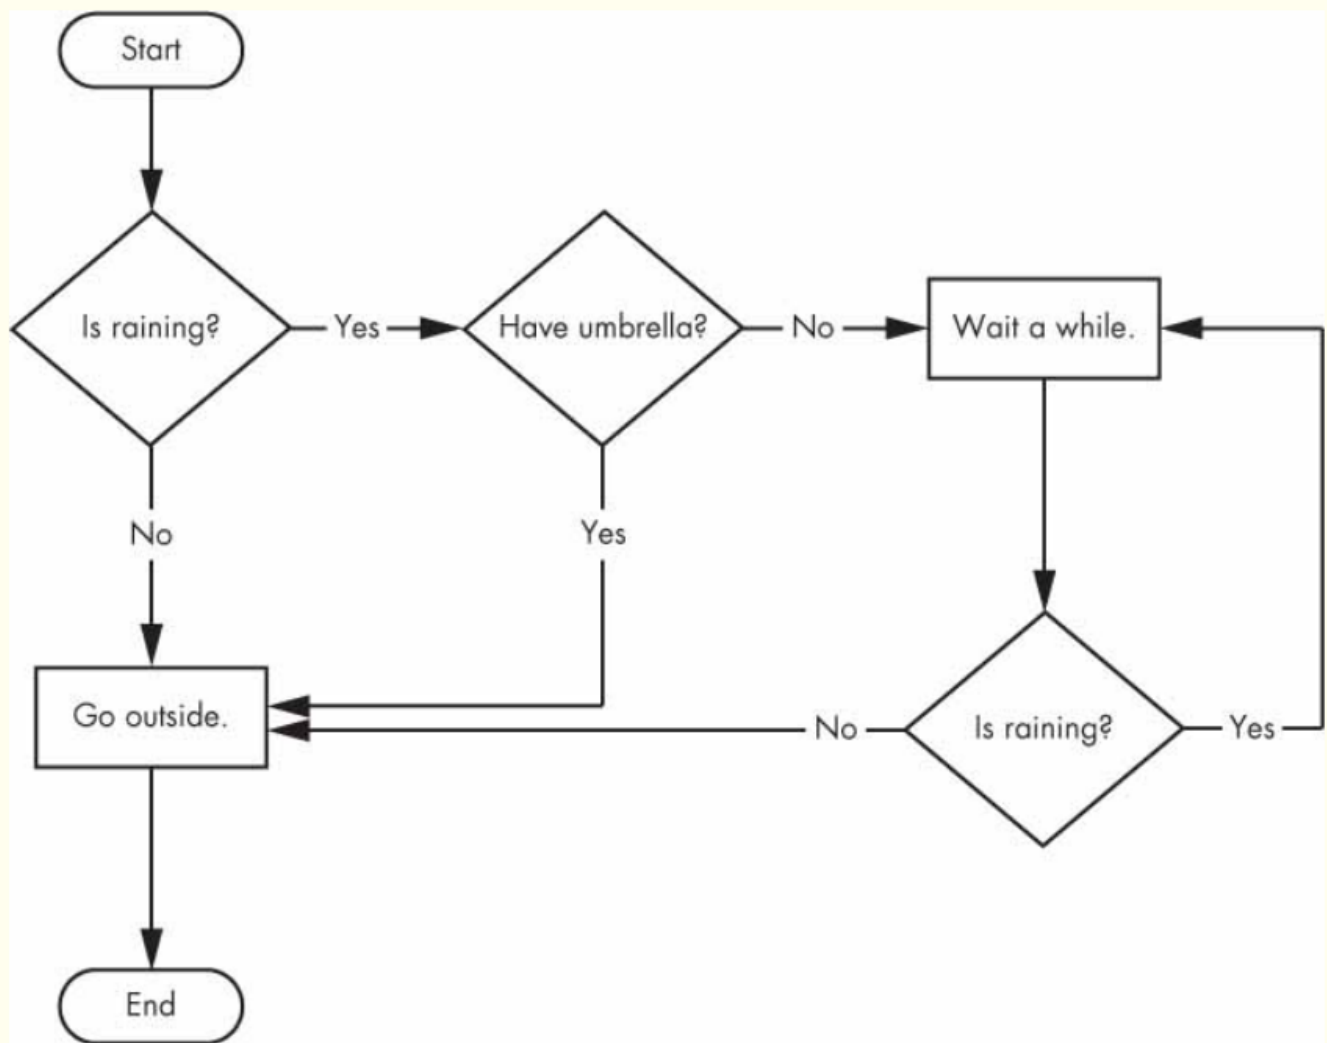 Start
Is raining?
Yes
Have umbrella?
No
Wait a while.
No
Yes
Go outside.
No
Is raining?
Yes
End